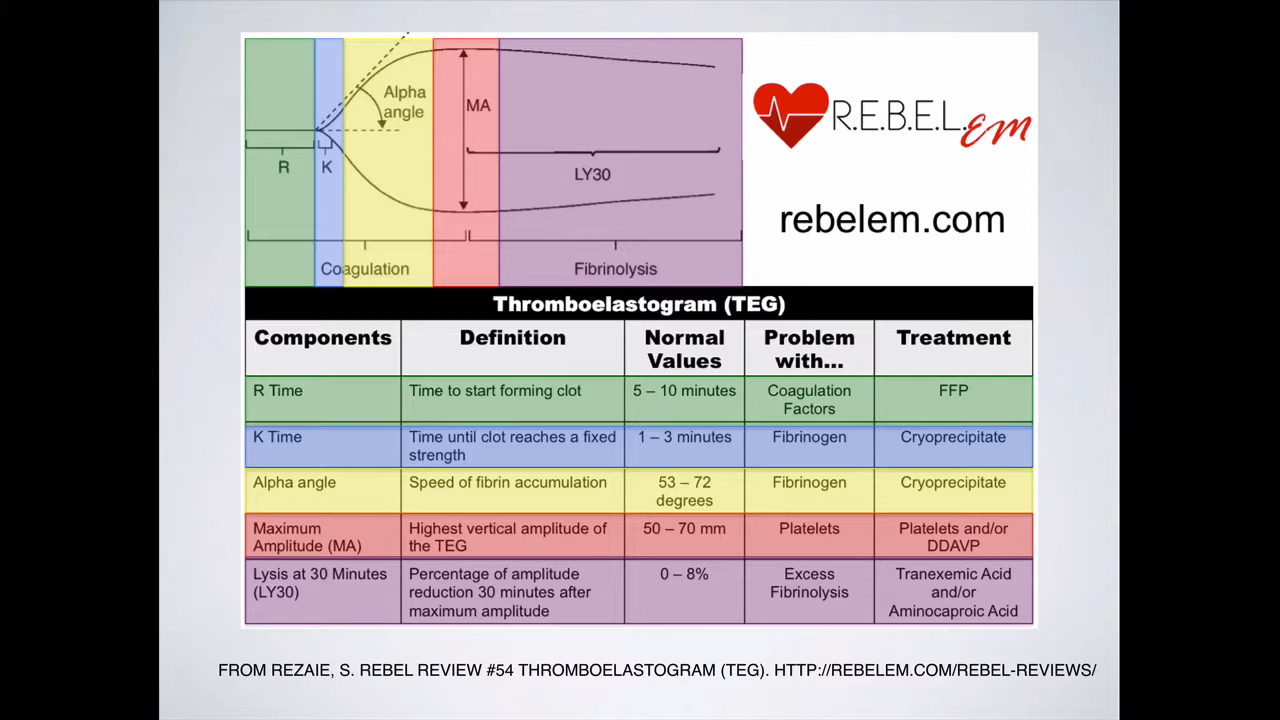 Alpha
angle
MA
R
K
LY30
Coagulation
Fibrinolysis
R.E.B.E.L.EM
rebelem.com
Thromboelastogram (TEG)
Components Definition Normal Values Problem with... Treatment
R Time Time to start forming clot 5 – 10 minutes Coagulation Factors FFP
K Time Time until clot reaches a fixed strength 1 – 3 minutes Fibrinogen Cryoprecipitate
Alpha angle Speed of fibrin accumulation 53 – 72 degrees Fibrinogen Cryoprecipitate
Maximum Amplitude (MA) Highest vertical amplitude of the TEG 50 – 70 mm Platelets Platelets and/or DDAVP
Lysis at 30 Minutes (LY30) Percentage of amplitude reduction 30 minutes after maximum amplitude 0 – 8% Excess Fibrinolysis Tranexemic Acid and/or Aminocaproic Acid
FROM REZAIE, S. REBEL REVIEW #54 THROMBOELASTOGRAM (TEG). HTTP://REBELEM.COM/REBEL-REVIEWS/